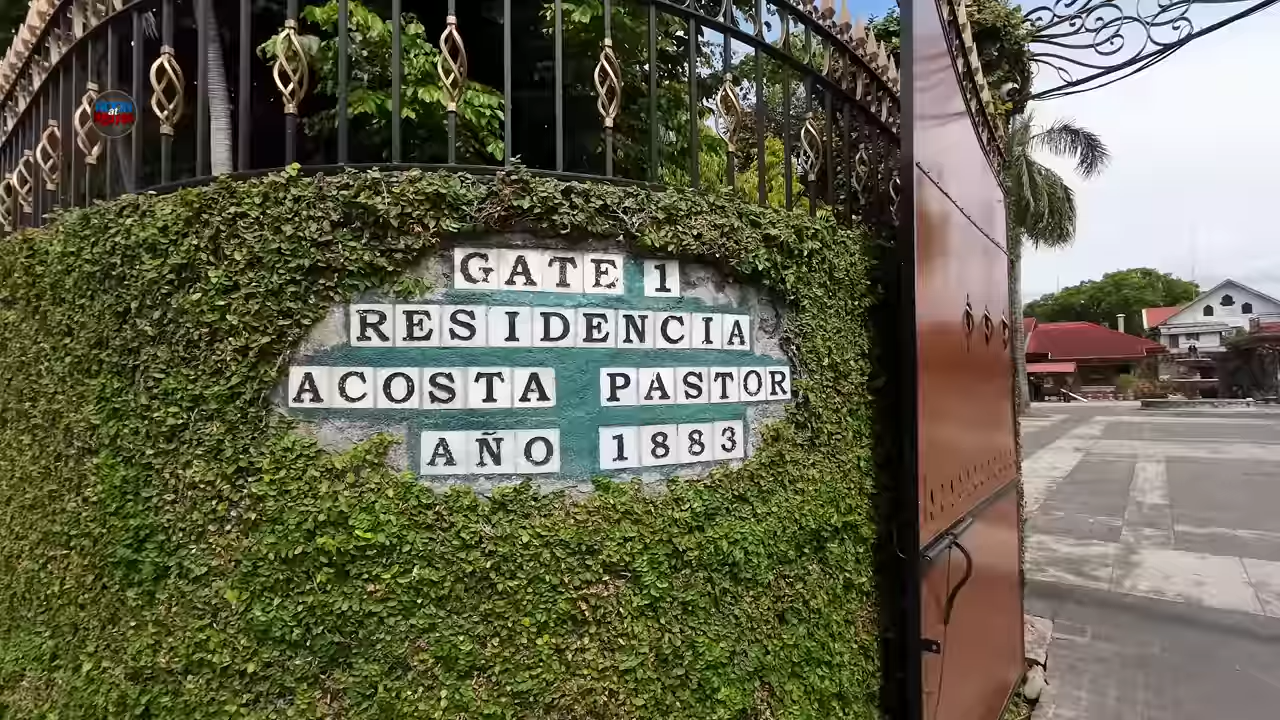 GATE 1
RESIDENCIA
ACOSTA PASTOR
AÑO 1883